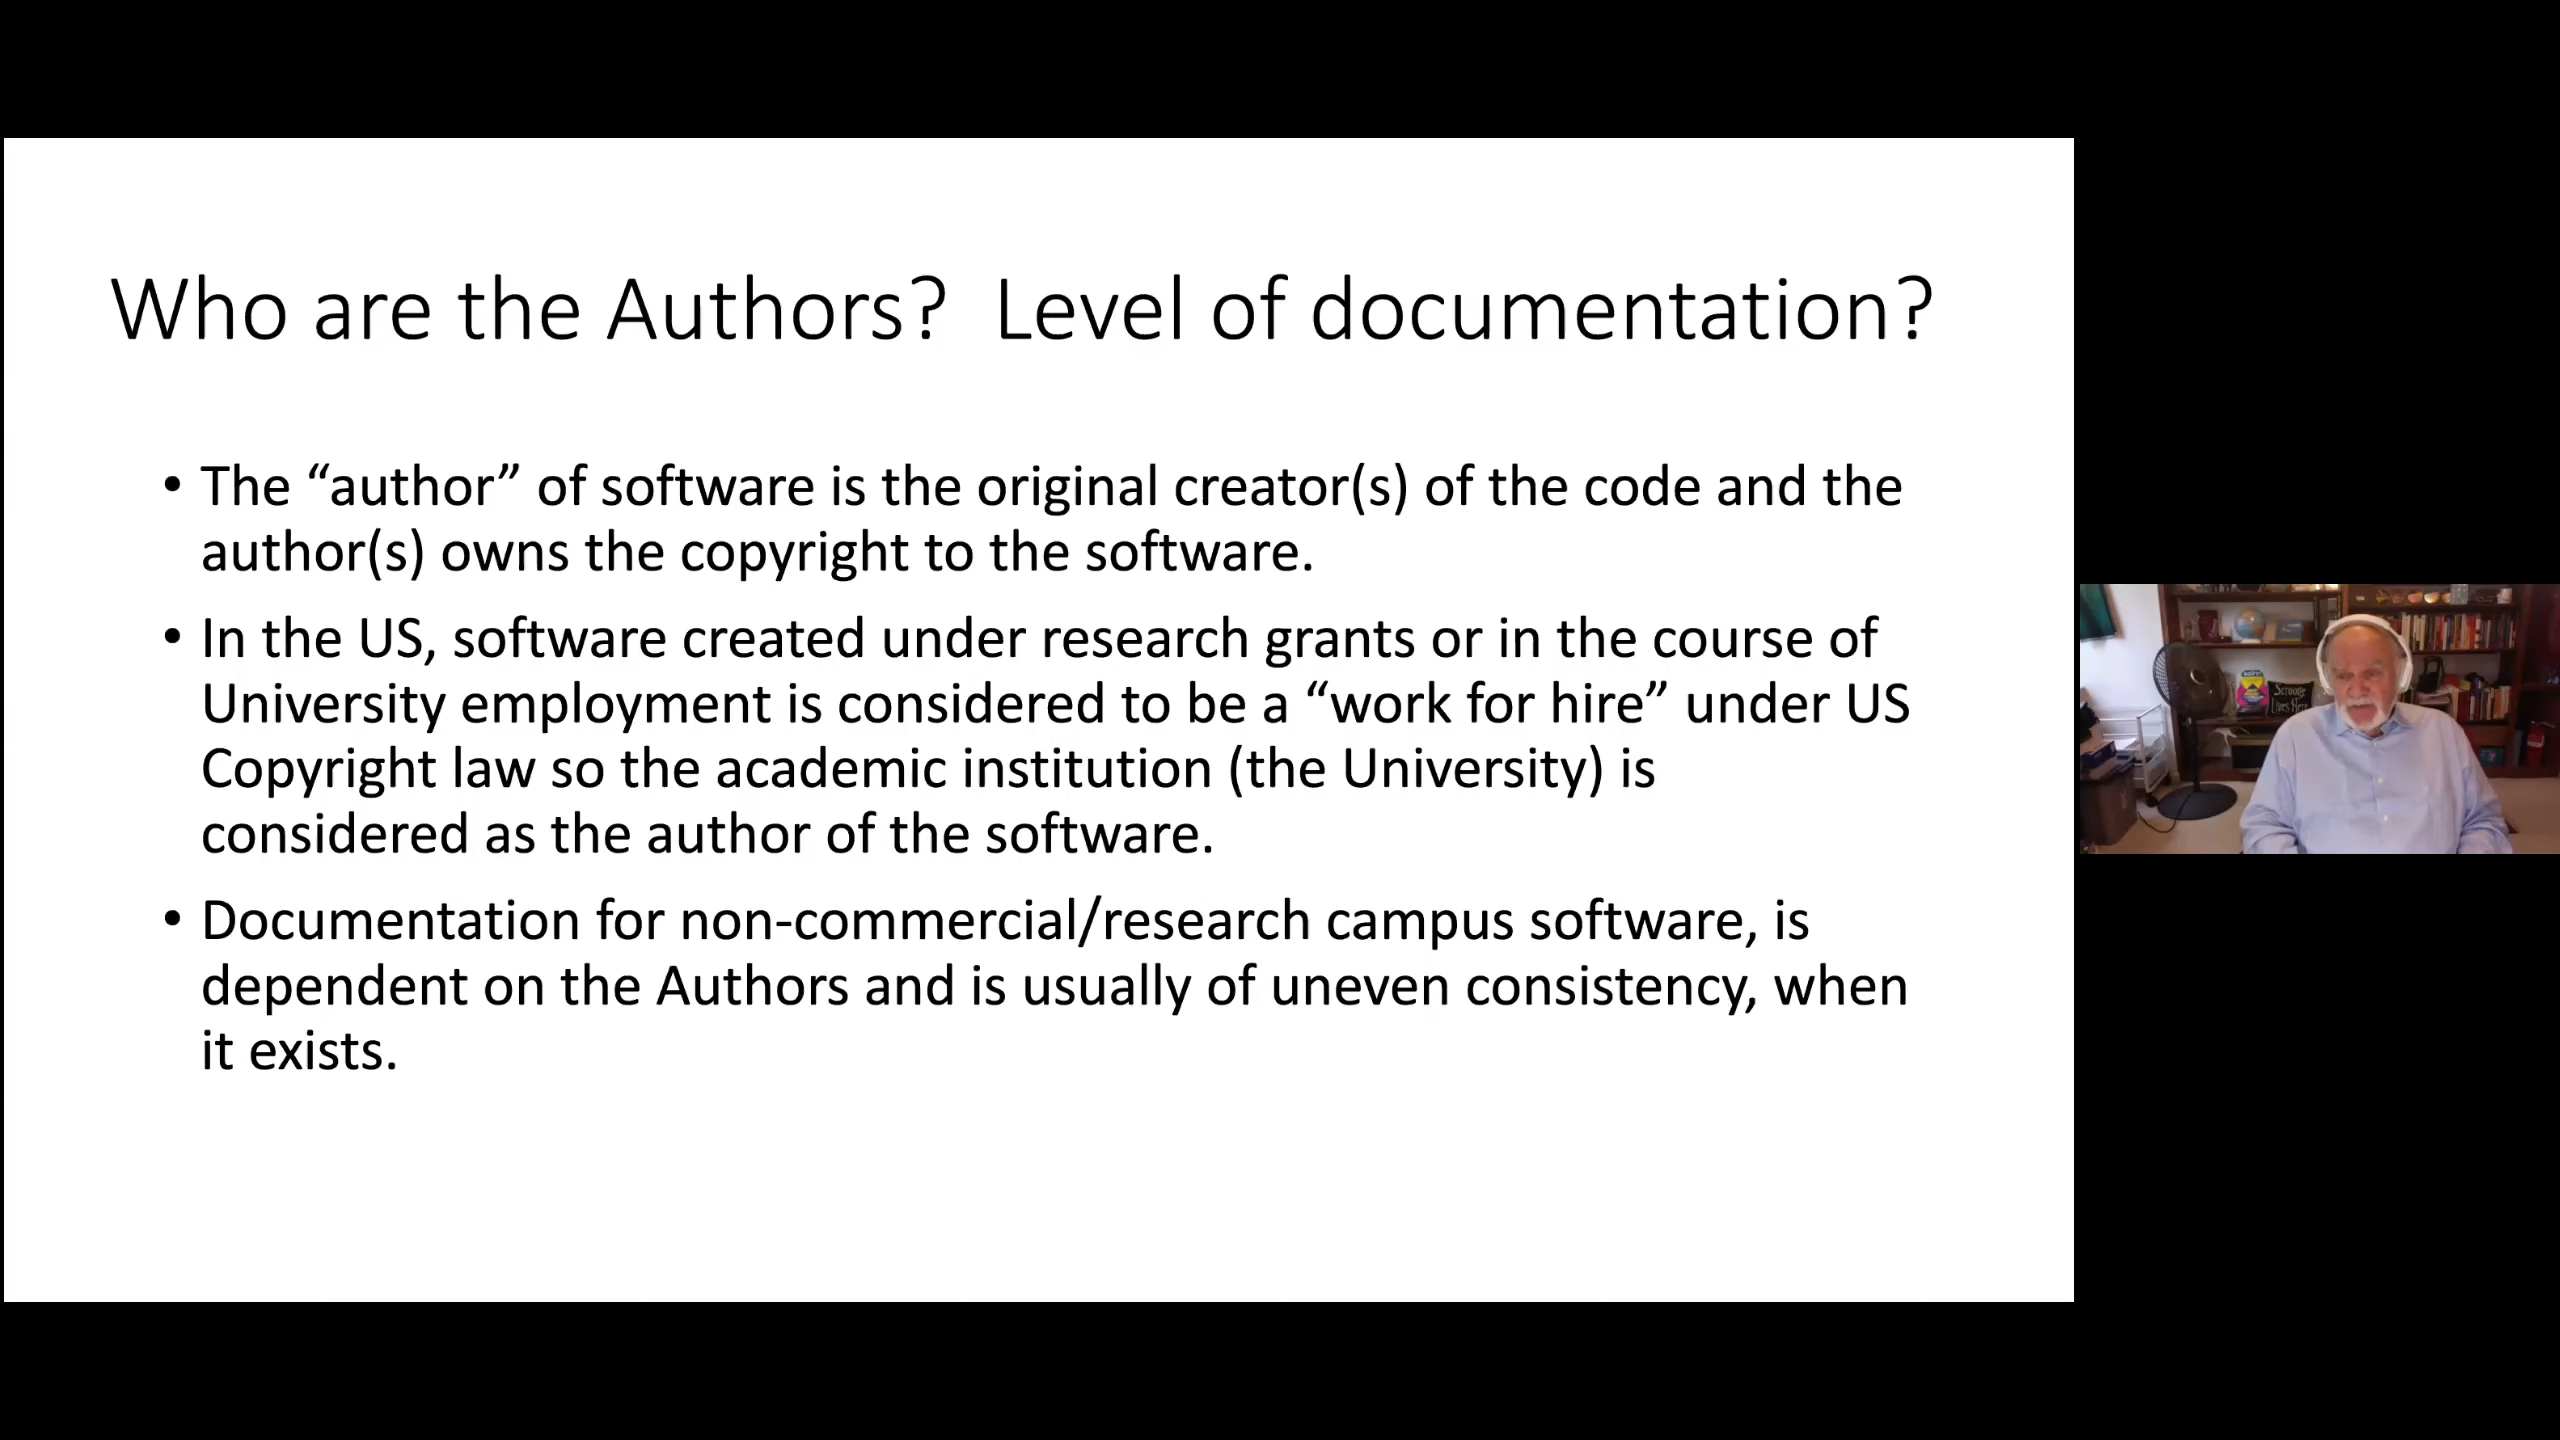 Who are the Authors?  Level of documentation?
• The “author” of software is the original creator(s) of the code and the
author(s) owns the copyright to the software.
• In the US, software created under research grants or in the course of
University employment is considered to be a “work for hire” under US
Copyright law so the academic institution (the University) is
considered as the author of the software.
• Documentation for non-commercial/research campus software, is
dependent on the Authors and is usually of uneven consistency, when
it exists.
Scrooge
Lives Here